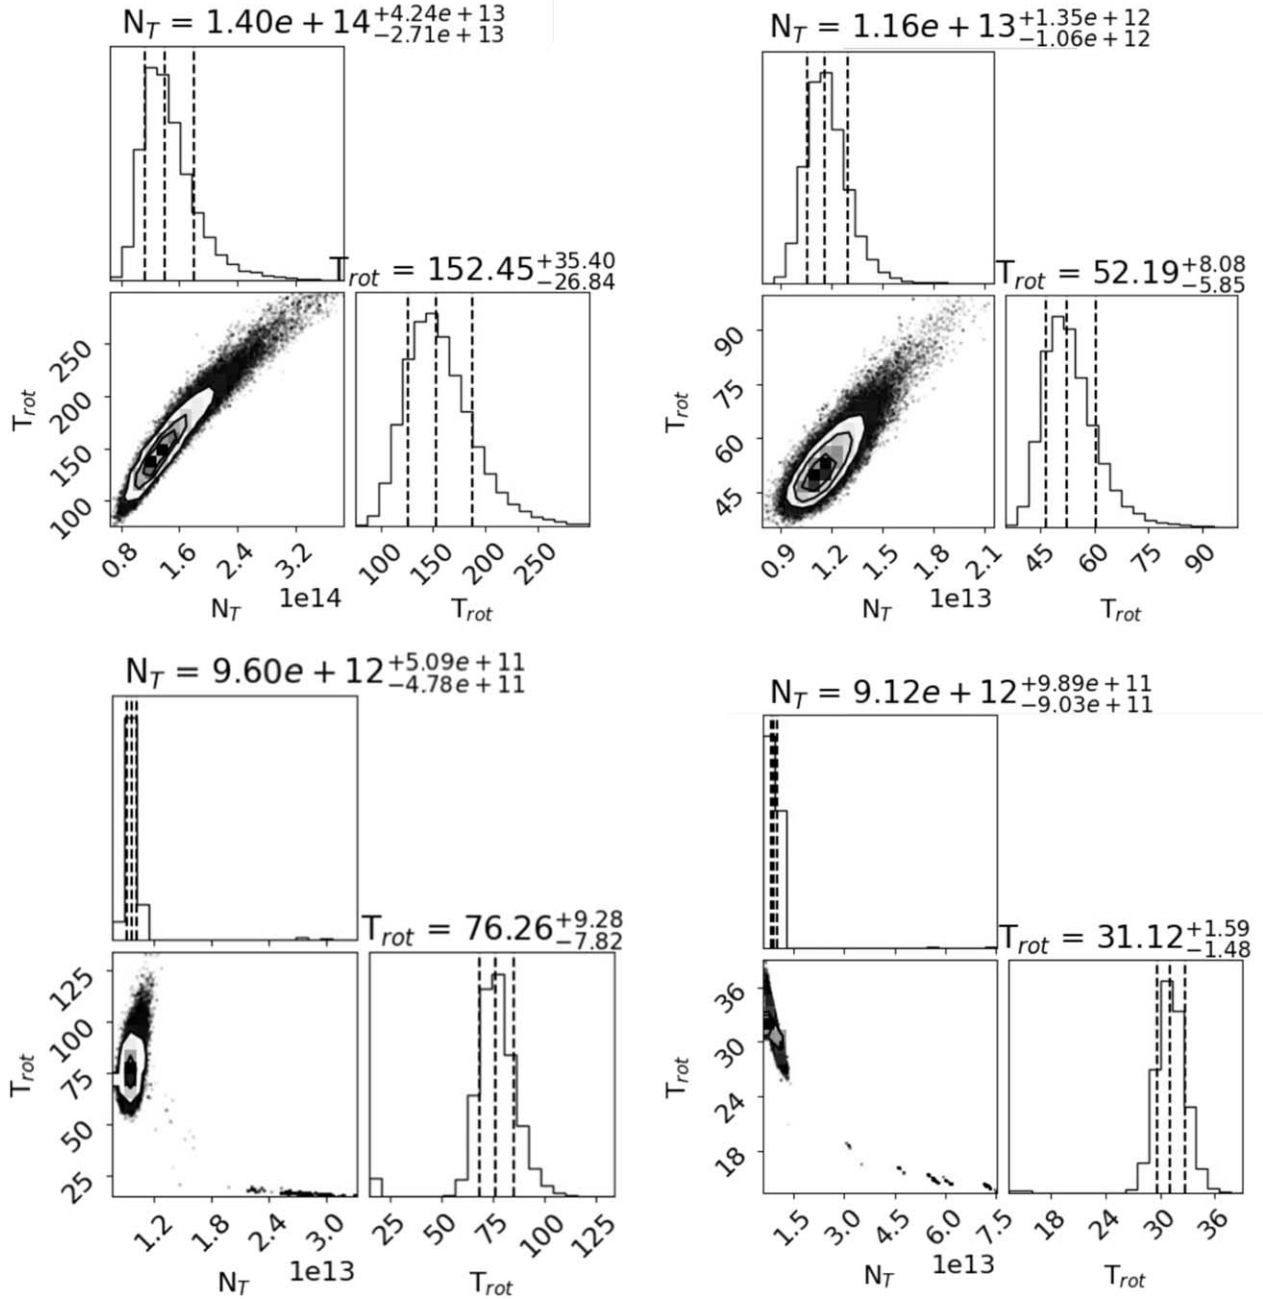 N_T = 1.40e + 14 +4.24e + 13 −2.71e + 13
T_rot = 152.45 +35.40 −26.84
T_rot
250
200
150
100
0.8 1.6 2.4 3.2
1e14
N_T
100 150 200 250
T_rot
N_T = 1.16e + 13 +1.35e + 12 −1.06e + 12
T_rot = 52.19 +8.08 −5.85
T_rot
90
75
60
45
0.9 1.2 1.5 1.8 2.1
1e13
N_T
45 60 75 90
T_rot
N_T = 9.60e + 12 +5.09e + 11 −4.78e + 11
T_rot = 76.26 +9.28 −7.82
T_rot
125
100
75
50
25
1.2 1.8 2.4 3.0
1e13
N_T
25 50 75 100 125
T_rot
N_T = 9.12e + 12 +9.89e + 11 −9.03e + 11
T_rot = 31.12 +1.59 −1.48
T_rot
36
30
24
18
1.5 3.0 4.5 6.0 7.5
1e13
N_T
18 24 30 36
T_rot